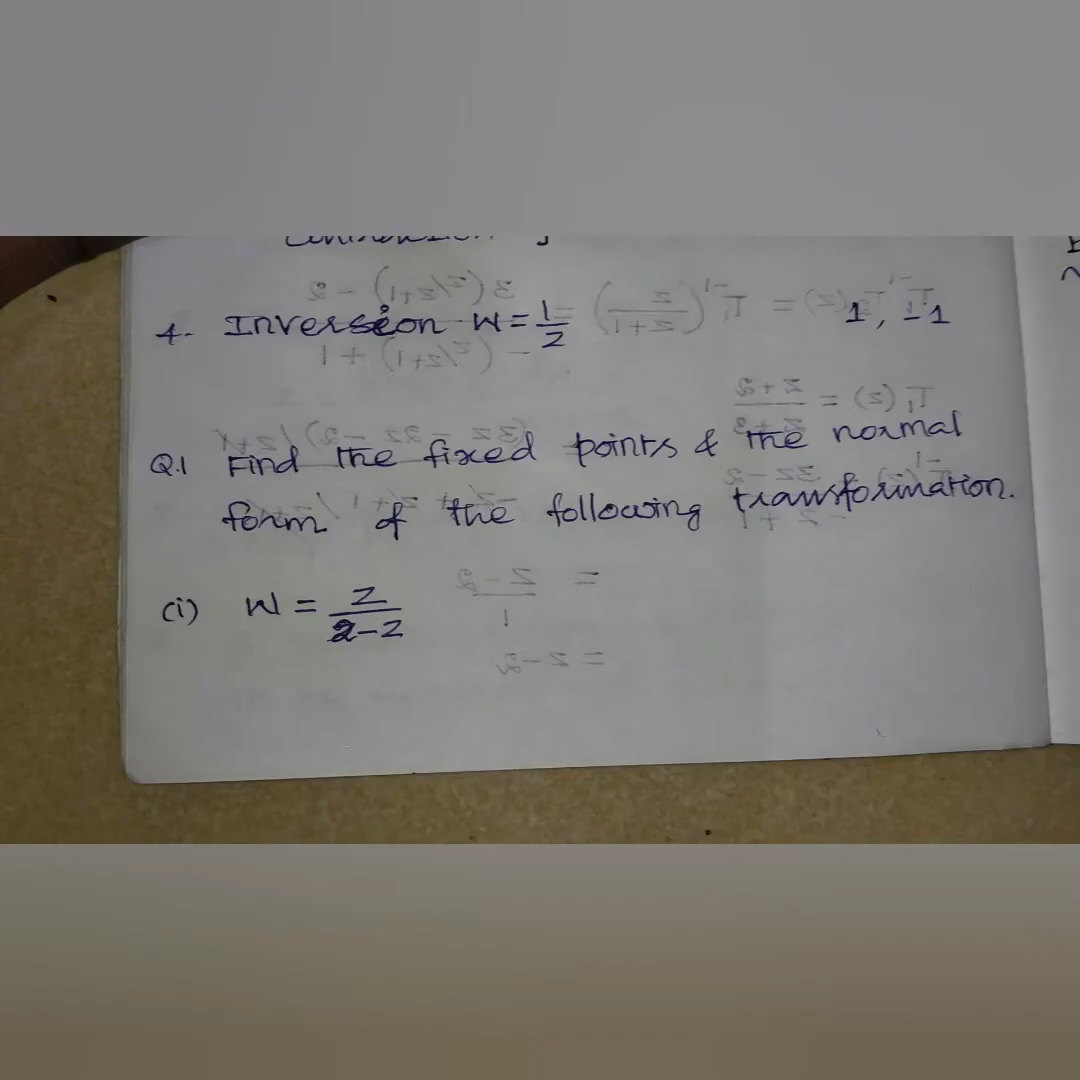 4. Inversion W = 1/z 1, -1
Q.1 Find the fixed points & the normal
form of the following transformation.
(i) W = z/2-z